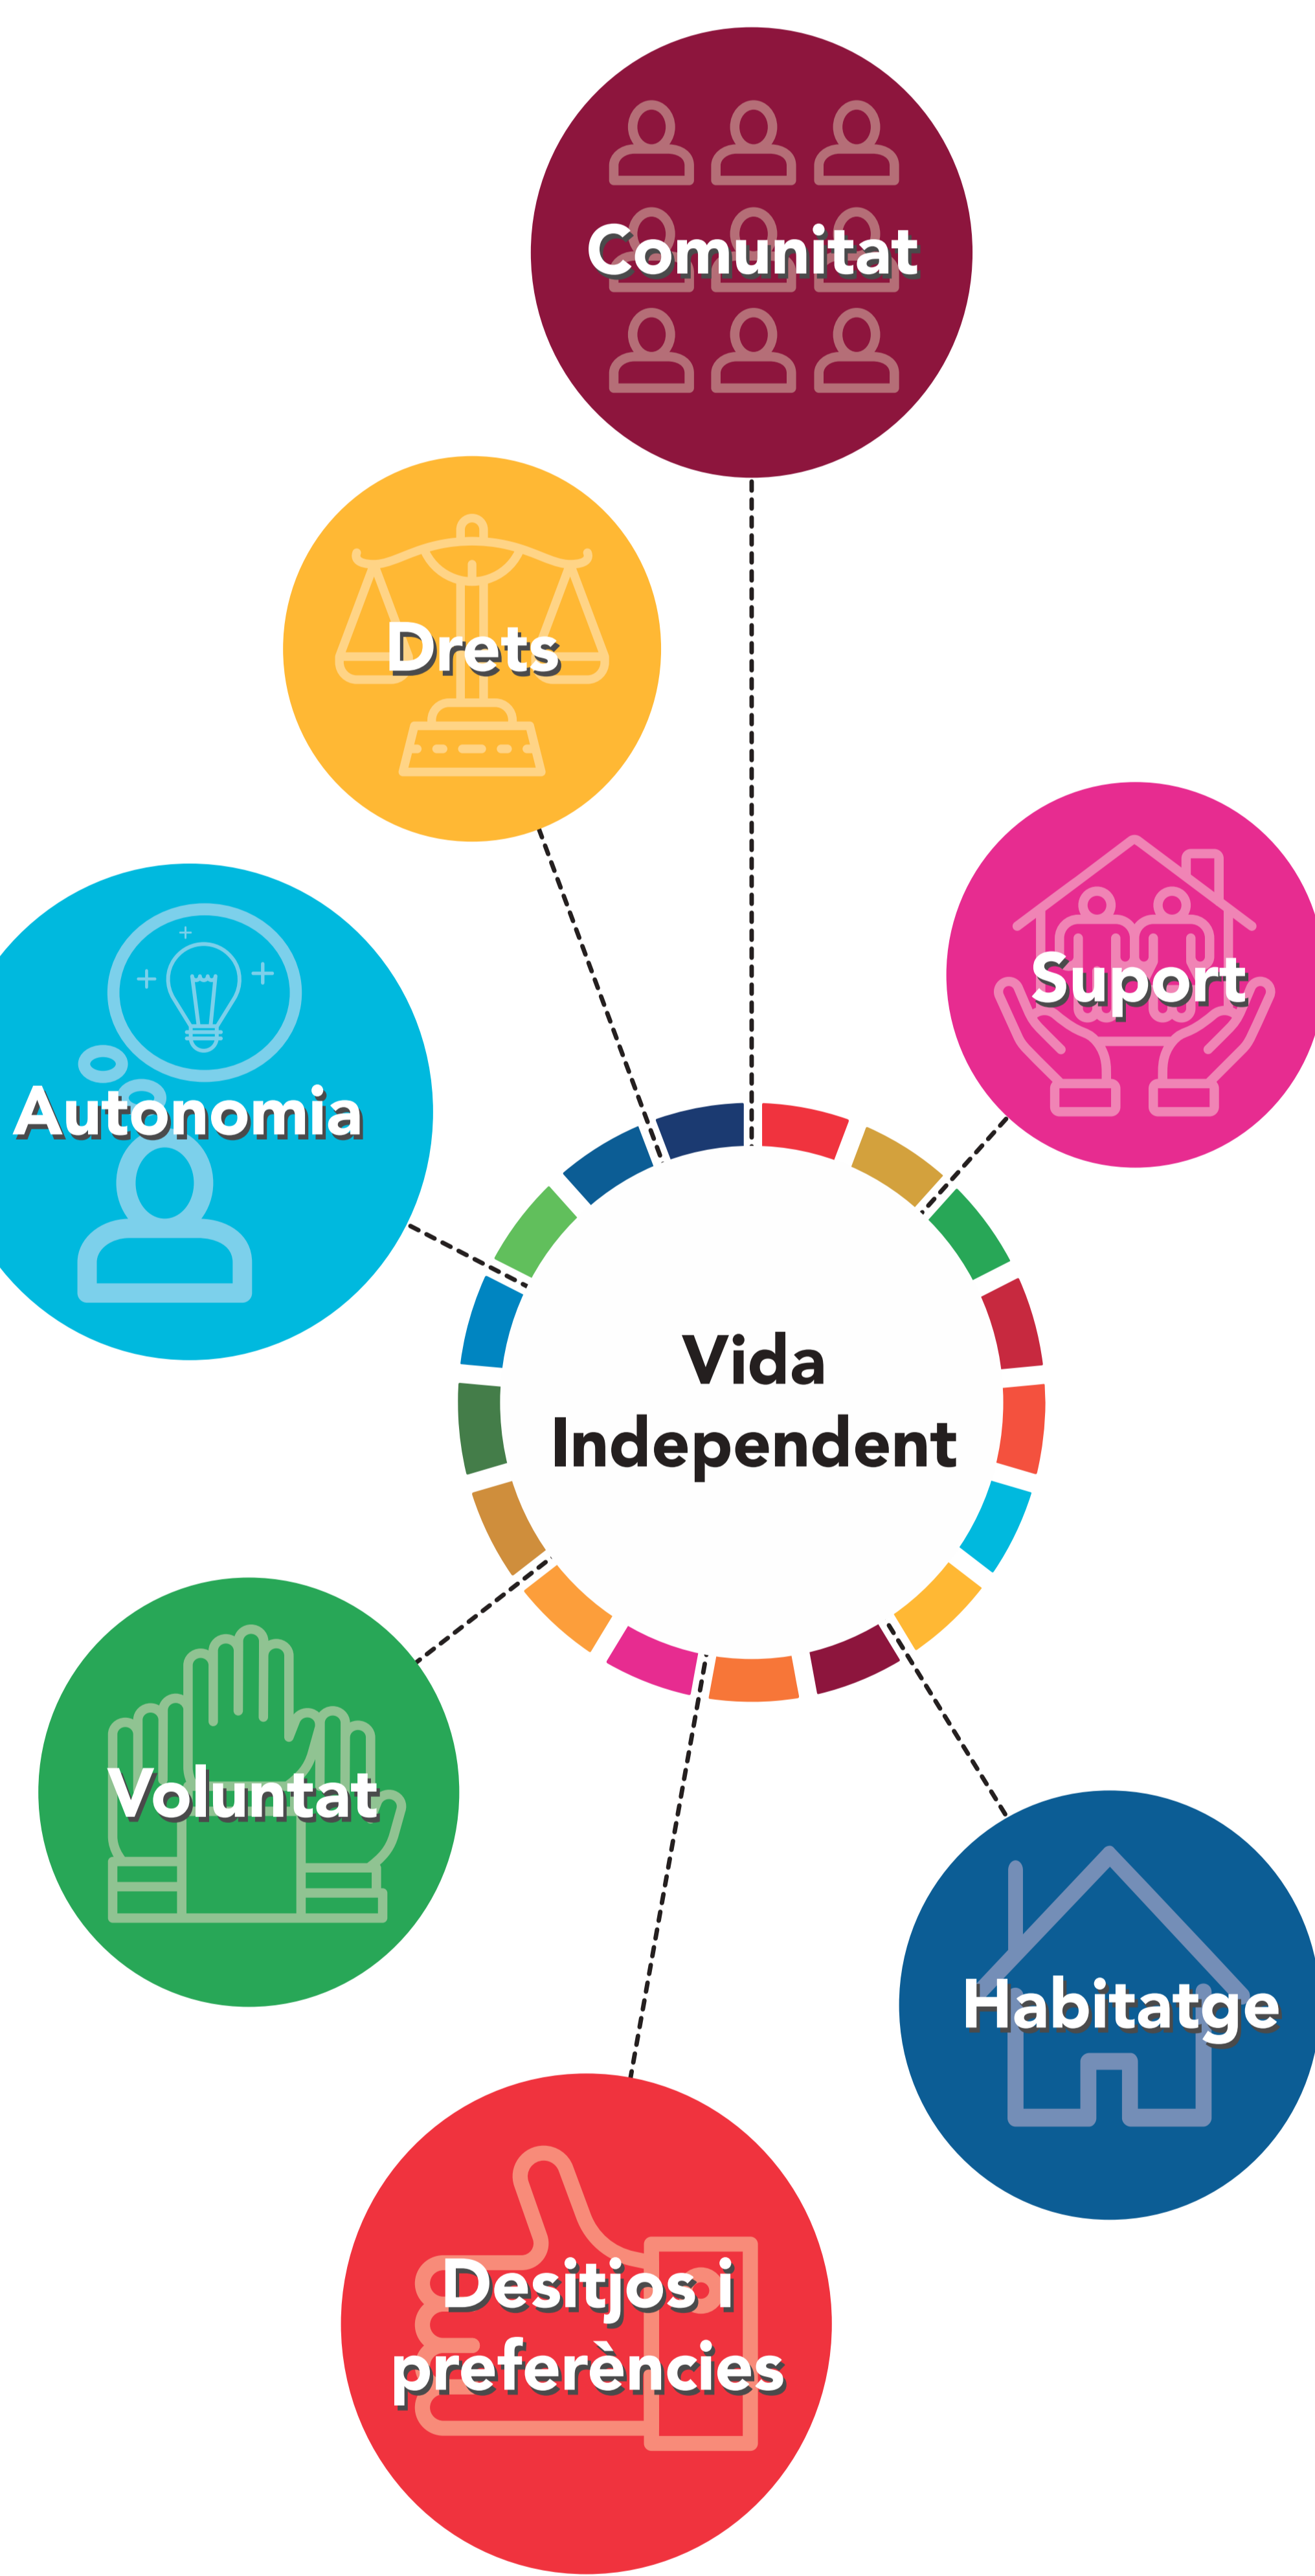 Comunitat
Drets
Suport
Autonomia
Vida
Independent
Voluntat
Habitatge
Desitjos i
preferències